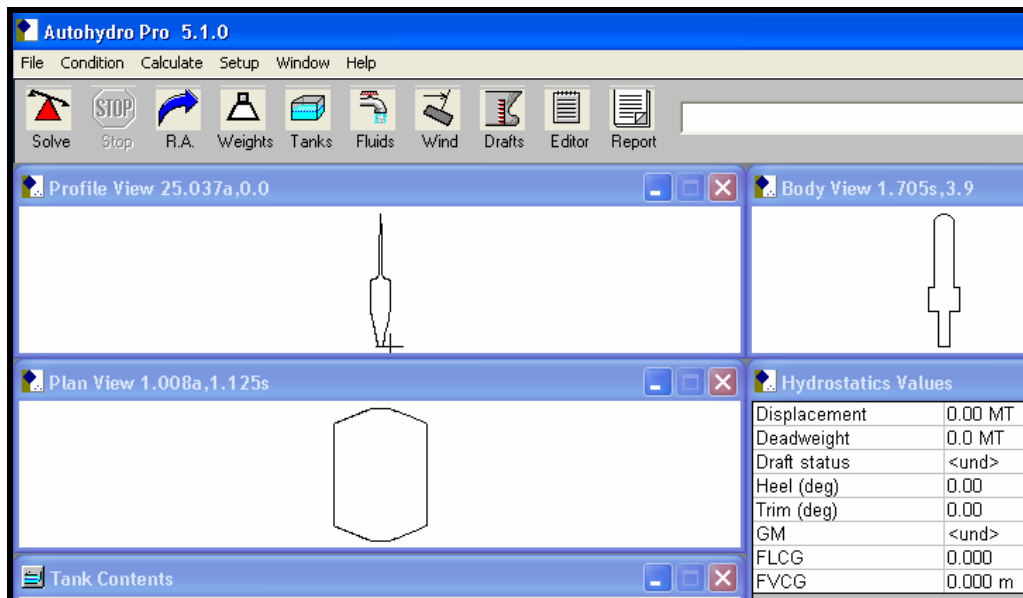 Autohydro Pro 5.1.0
File Condition Calculate Setup Window Help
STOP
Solve Stop R.A. Weights Tanks Fluids Wind Drafts Editor Report
Profile View 25.037a,0.0
Body View 1.705s,3.9
Plan View 1.008a,1.125s
Hydrostatics Values
Displacement 0.00 MT
Deadweight 0.0 MT
Draft status <und>
Heel (deg) 0.00
Trim (deg) 0.00
GM <und>
FLCG 0.000
FVCG 0.000 m
Tank Contents